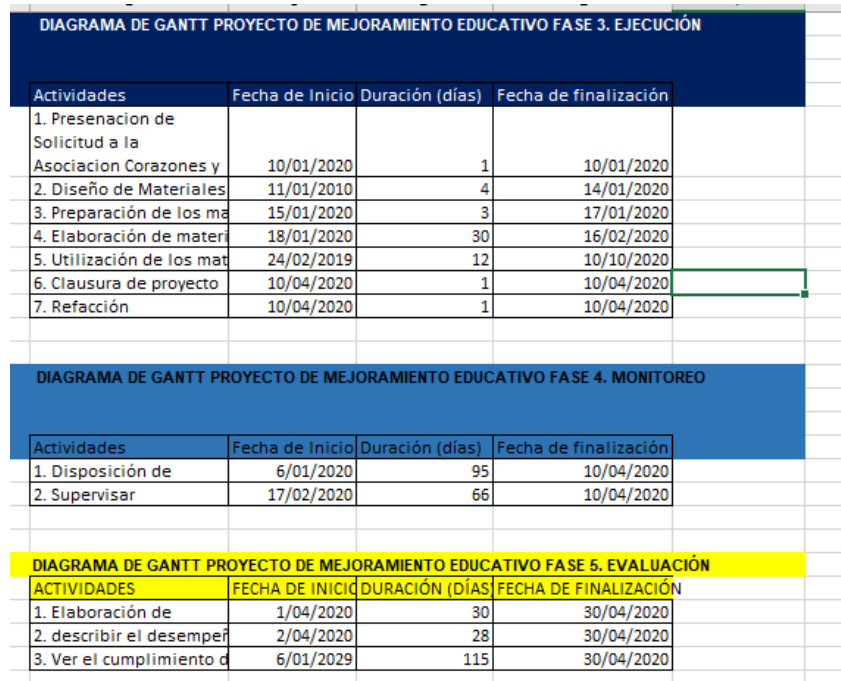 DIAGRAMA DE GANTT PROYECTO DE MEJORAMIENTO EDUCATIVO FASE 3. EJECUCIÓN
Actividades Fecha de Inicio Duración (días) Fecha de finalización
1. Presenacion de
Solicitud a la
Asociacion Corazones y 10/01/2020 1 10/01/2020
2. Diseño de Materiales 11/01/2010 4 14/01/2020
3. Preparación de los ma 15/01/2020 3 17/01/2020
4. Elaboración de materi 18/01/2020 30 16/02/2020
5. Utilización de los mat 24/02/2019 12 10/10/2020
6. Clausura de proyecto 10/04/2020 1 10/04/2020
7. Refacción 10/04/2020 1 10/04/2020
DIAGRAMA DE GANTT PROYECTO DE MEJORAMIENTO EDUCATIVO FASE 4. MONITOREO
Actividades Fecha de Inicio Duración (días) Fecha de finalización
1. Disposición de 6/01/2020 95 10/04/2020
2. Supervisar 17/02/2020 66 10/04/2020
DIAGRAMA DE GANTT PROYECTO DE MEJORAMIENTO EDUCATIVO FASE 5. EVALUACIÓN
ACTIVIDADES FECHA DE INICIO DURACIÓN (DÍAS) FECHA DE FINALIZACIÓN
1. Elaboración de 1/04/2020 30 30/04/2020
2. describir el desempeñ 2/04/2020 28 30/04/2020
3. Ver el cumplimiento d 6/01/2029 115 30/04/2020